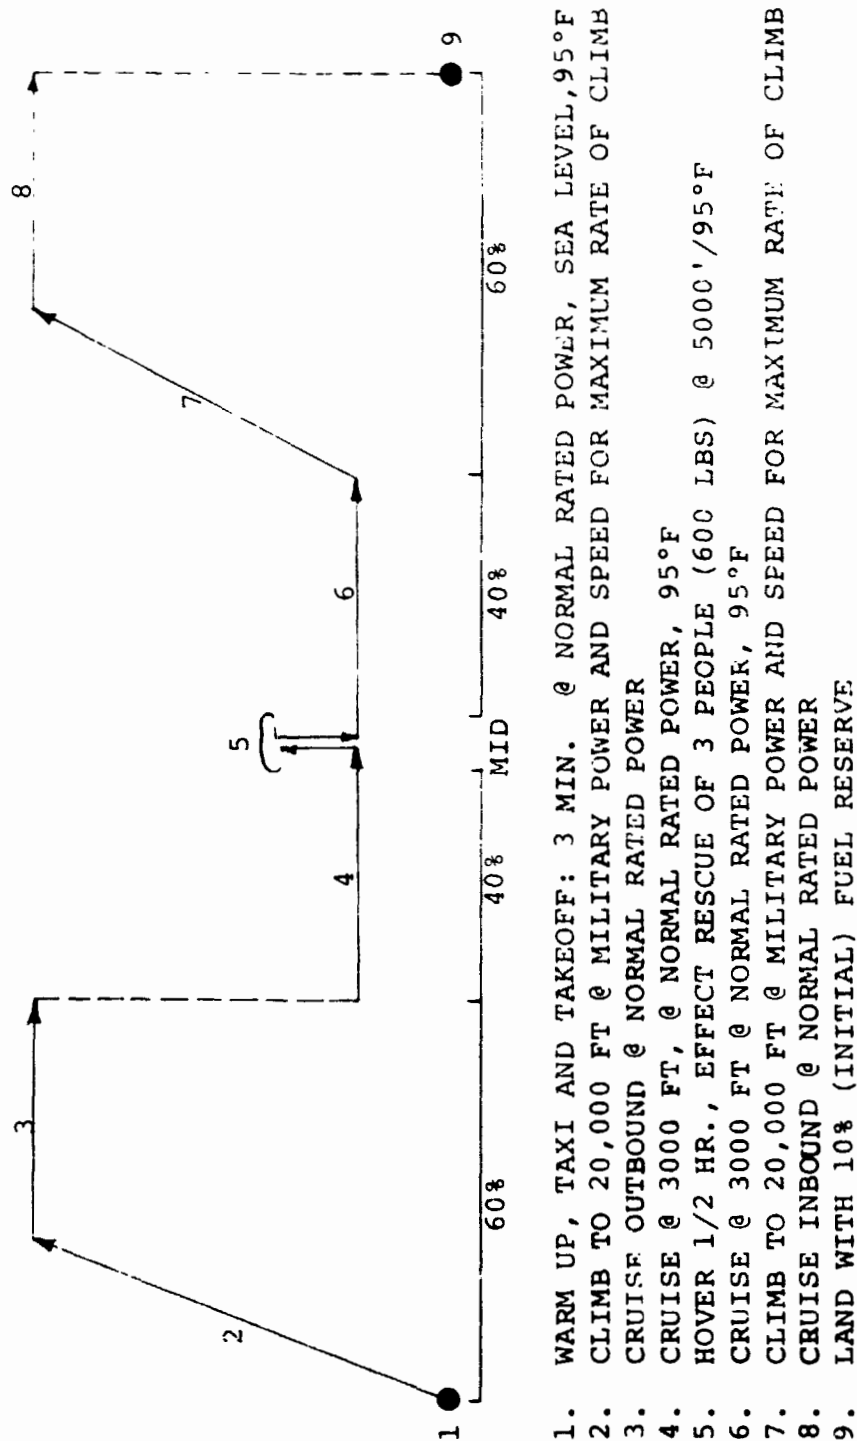 3
8
2
7
5
4
6
1
9
60%
40%
MID
40%
60%
1. WARM UP, TAXI AND TAKEOFF: 3 MIN. @ NORMAL RATED POWER, SEA LEVEL,95°F
2. CLIMB TO 20,000 FT @ MILITARY POWER AND SPEED FOR MAXIMUM RATE OF CLIMB
3. CRUISE OUTBOUND @ NORMAL RATED POWER
4. CRUISE @ 3000 FT, @ NORMAL RATED POWER, 95°F
5. HOVER 1/2 HR., EFFECT RESCUE OF 3 PEOPLE (600 LBS) @ 5000'/95°F
6. CRUISE @ 3000 FT @ NORMAL RATED POWER, 95°F
7. CLIMB TO 20,000 FT @ MILITARY POWER AND SPEED FOR MAXIMUM RATE OF CLIMB
8. CRUISE INBOUND @ NORMAL RATED POWER
9. LAND WITH 10% (INITIAL) FUEL RESERVE